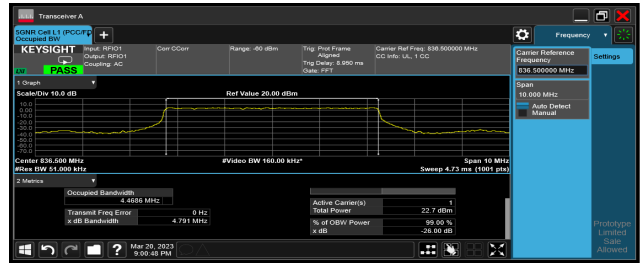 Transceiver A
5GNR Cell L1 (PCC/F
Occupied BW
Frequency
KEYSIGHT
EXT
PASS
Input: RFIO1
Output: RFIO1
Coupling: AC
Corr CCorr
Range: -60 dBm
Trig: Prot Frame
Aligned
Trig Delay: 8.950 ms
Gate: FFT
Carrier Ref Freq: 836.500000 MHz
CC Info: UL, 1 CC
Carrier Reference
Frequency
836.500000 MHz
Settings
Span
10.000 MHz
Auto Detect
Manual
1 Graph
Scale/Div 10.0 dB
Ref Value 20.00 dBm
10.0
0.00
-10.0
-20.0
-30.0
-40.0
-50.0
-60.0
-70.0
Center 836.500 MHz
#Video BW 160.00 kHz*
Span 10 MHz
#Res BW 51.000 kHz
Sweep 4.73 ms (1001 pts)
2 Metrics
Occupied Bandwidth
4.4686 MHz
Transmit Freq Error
0 Hz
x dB Bandwidth
4.791 MHz
Active Carrier(s)
1
Total Power
22.7 dBm
% of OBW Power
99.00 %
x dB
-26.00 dB
Mar 20, 2023
9:00:48 PM
Prototype
Limited
Sale
Allowed